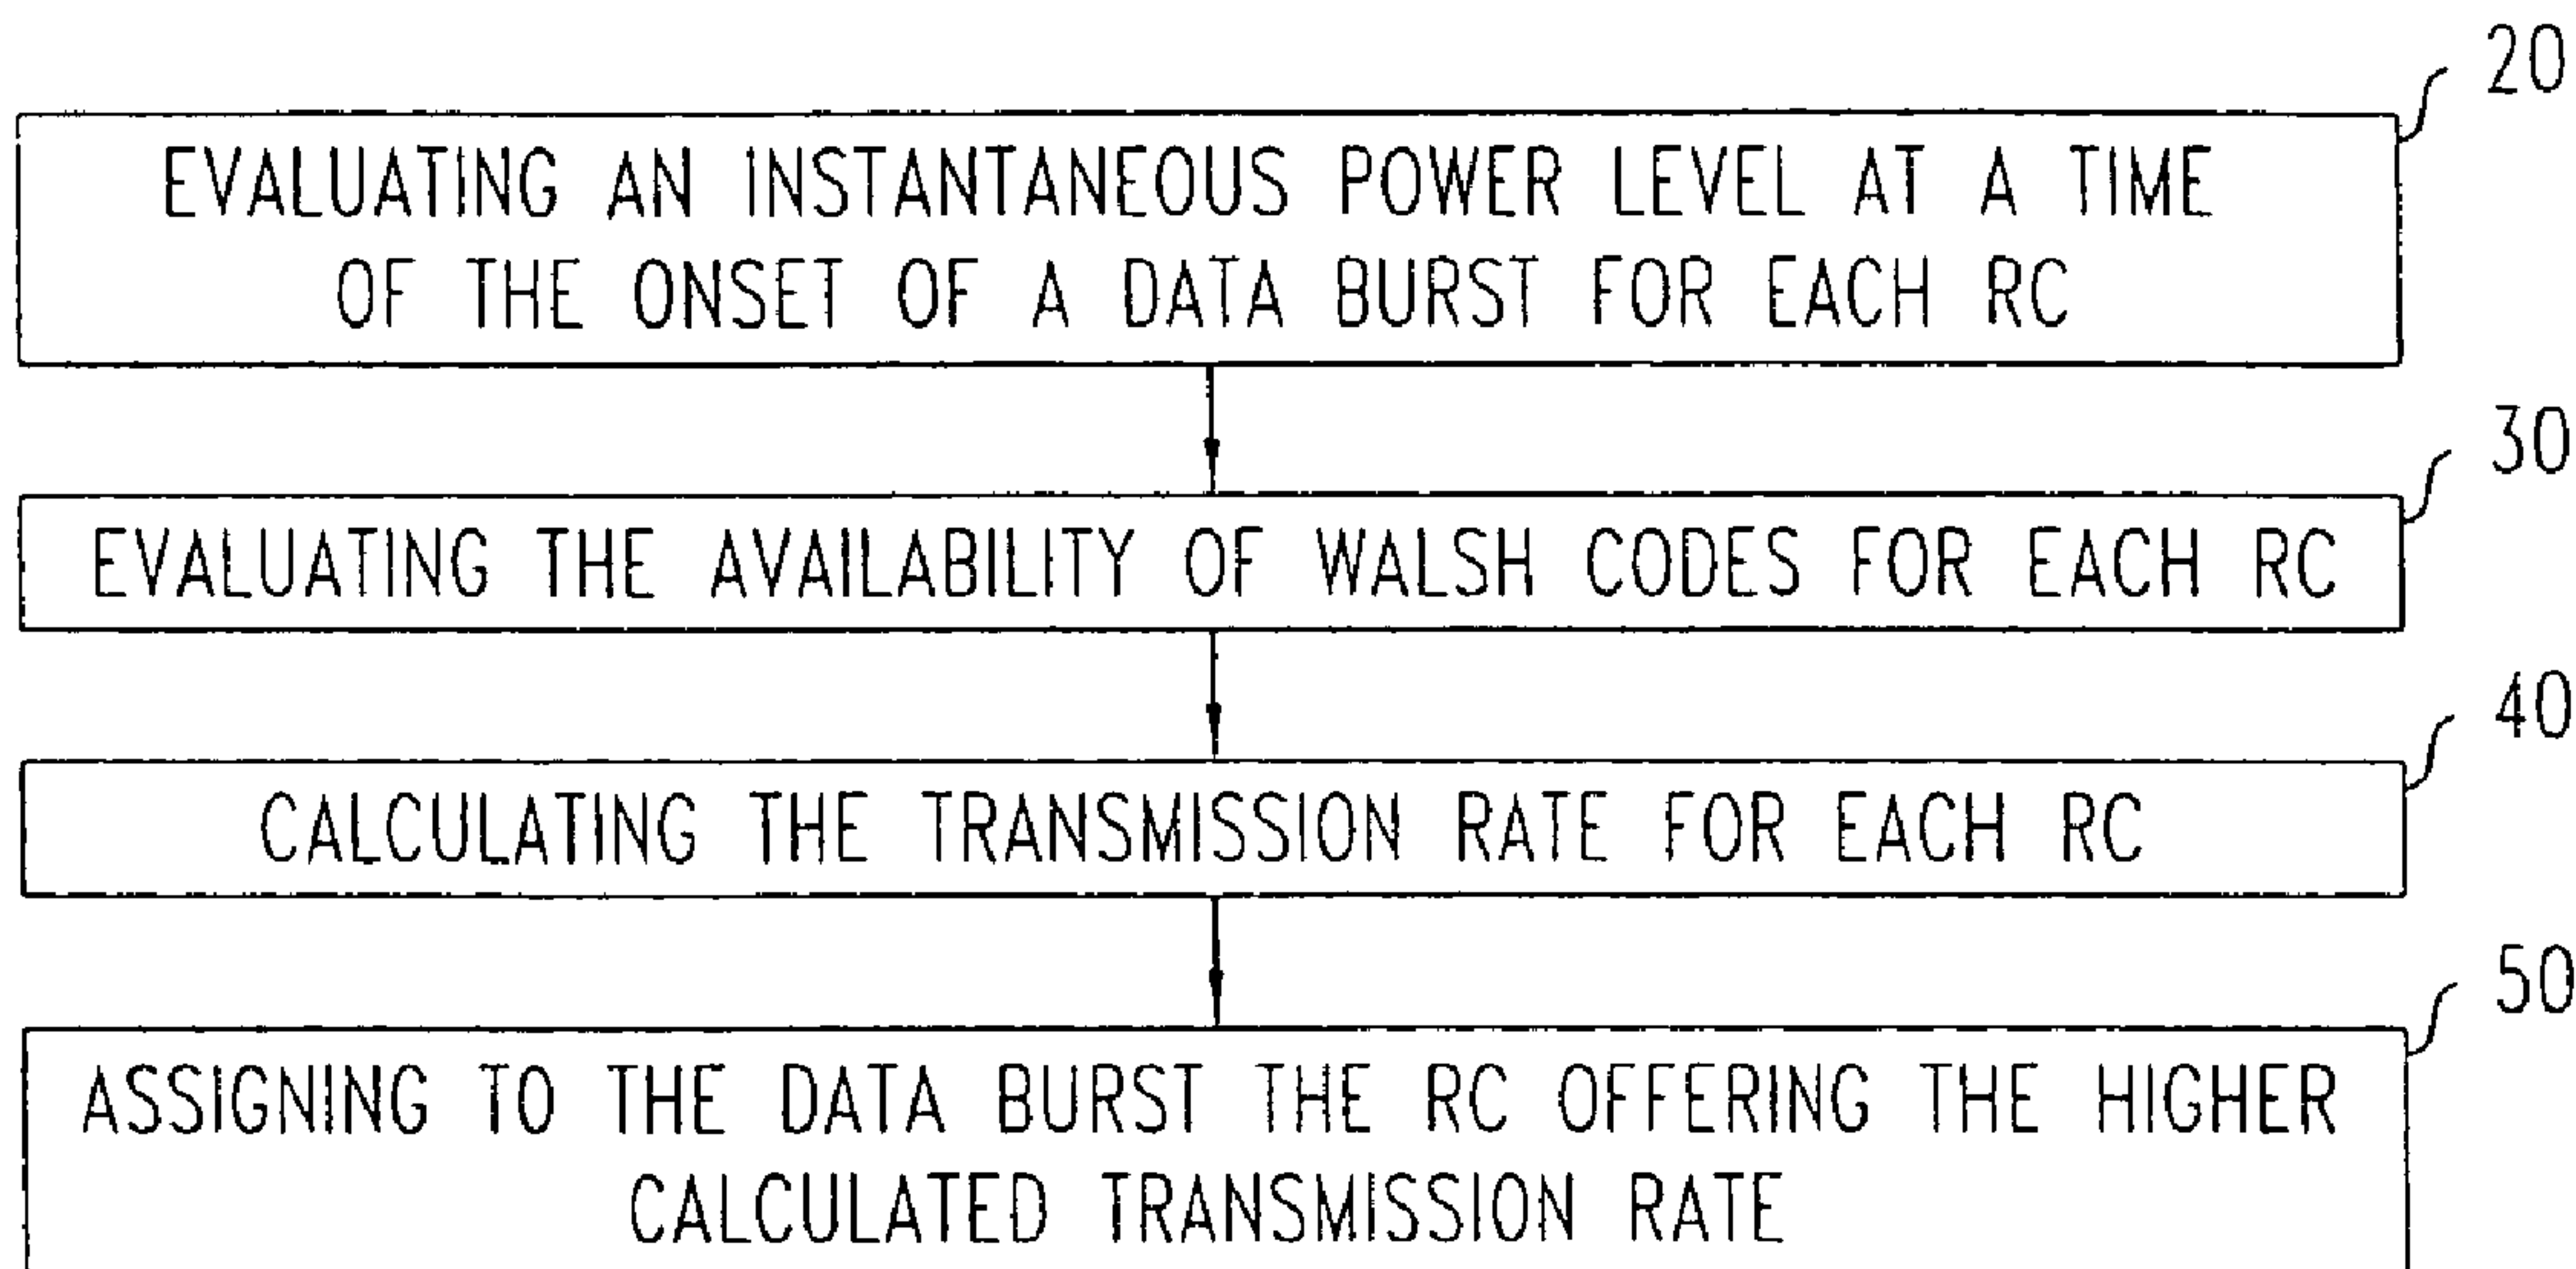 20
EVALUATING AN INSTANTANEOUS POWER LEVEL AT A TIME
OF THE ONSET OF A DATA BURST FOR EACH RC
30
EVALUATING THE AVAILABILITY OF WALSH CODES FOR EACH RC
40
CALCULATING THE TRANSMISSION RATE FOR EACH RC
50
ASSIGNING TO THE DATA BURST THE RC OFFERING THE HIGHER
CALCULATED TRANSMISSION RATE